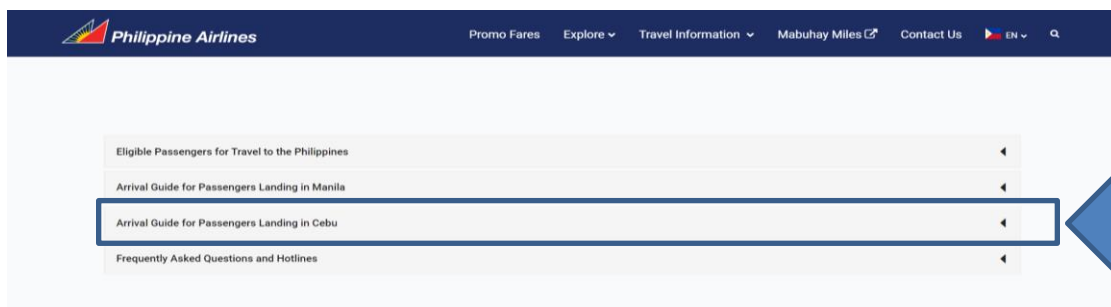 Philippine Airlines Promo Fares Explore Travel Information Mabuhay Miles Contact Us EN
Eligible Passengers for Travel to the Philippines
Arrival Guide for Passengers Landing in Manila
Arrival Guide for Passengers Landing in Cebu
Frequently Asked Questions and Hotlines